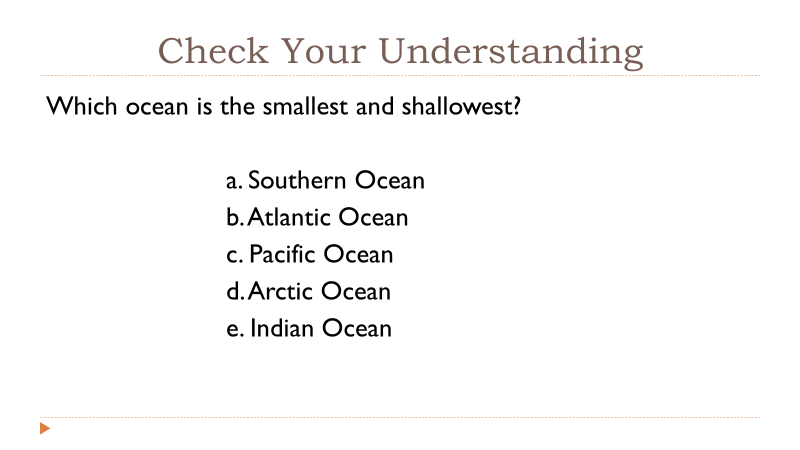 Check Your Understanding
Which ocean is the smallest and shallowest?
a. Southern Ocean
b. Atlantic Ocean
c. Pacific Ocean
d. Arctic Ocean
e. Indian Ocean